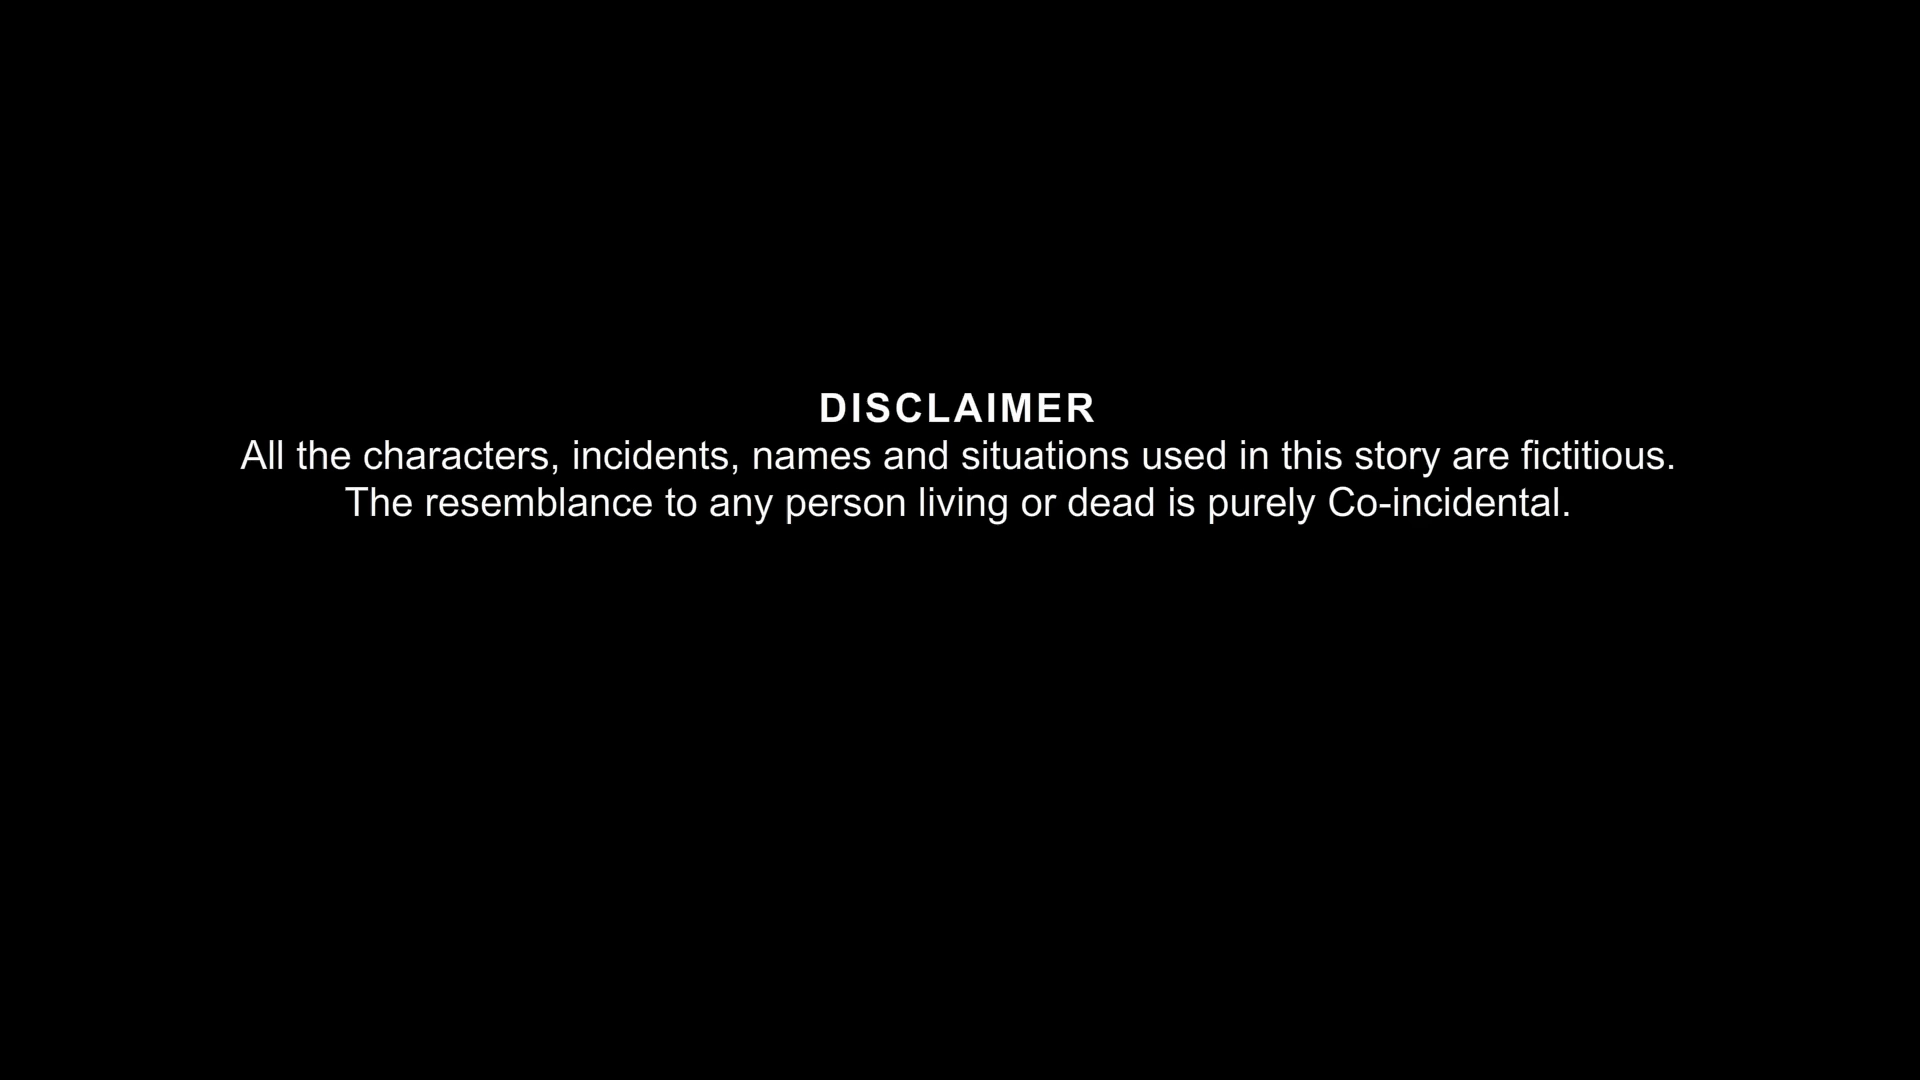 DISCLAIMER
All the characters, incidents, names and situations used in this story are fictitious.
The resemblance to any person living or dead is purely Co-incidental.